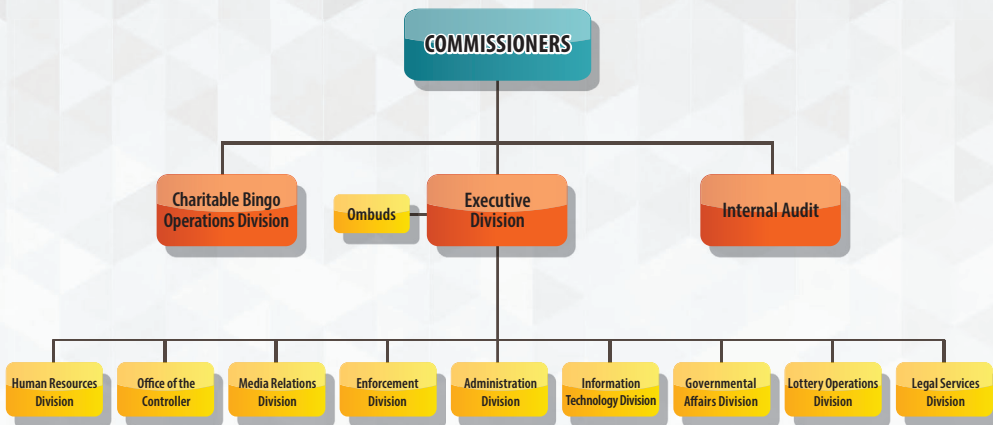 COMMISSIONERS
Charitable Bingo
Operations Division
Ombuds
Executive
Division
Internal Audit
Human Resources
Division
Office of the
Controller
Media Relations
Division
Enforcement
Division
Administration
Division
Information
Technology Division
Governmental
Affairs Division
Lottery Operations
Division
Legal Services
Division